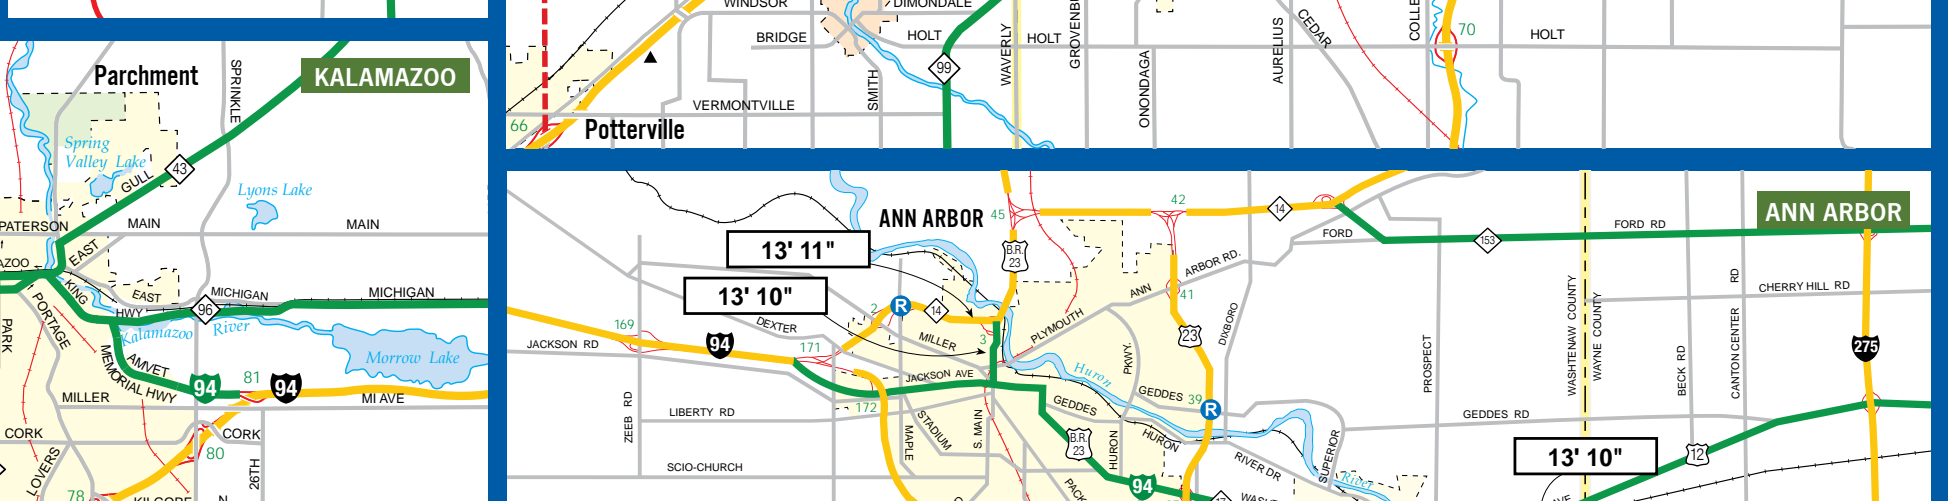 Parchment
SPRINKLE
KALAMAZOO
Spring
Valley Lake
43
GULL
Lyons Lake
PATERSON
MAIN
MAIN
EAST
AZOO
KING
EAST
MICHIGAN
MICHIGAN
HWY
96
PORTAGE
PARK
Kalamazoo
River
Morrow Lake
AMVET
MEMORIAL HWY
94
81
94
MILLER
MI AVE
CORK
CORK
80
LOVERS
26TH
78
KILGORE
N
WINDSOR
DIMONDALE
BRIDGE
HOLT
HOLT
HOLT
WAVERLY
GROVENB
ONONDAGA
AURELIUS
CEDAR
COLLE
70
99
SMITH
VERMONTVILLE
66
Potterville
ANN ARBOR
45
42
14
ANN ARBOR
13' 11"
B.R.
23
FORD
153
FORD RD
13' 10"
ANN
ARBOR RD.
41
2
R
14
169
DEXTER
MILLER
3
PLYMOUTH
PKWY.
23
DIXBORO
PROSPECT
WASHTENAW COUNTY
WAYNE COUNTY
RD
CHERRY HILL RD
CANTON CENTER
BECK RD
275
JACKSON RD
94
171
JACKSON AVE
Huron
172
ZEEB RD
LIBERTY RD
MAPLE
STADIUM
S. MAIN
GEDDES
GEDDES
39
R
GEDDES RD
B.R.
23
HURON
HURON
RIVER DR
SUPERIOR
River
SCIO-CHURCH
PACK
94
17
WASH
13' 10"
12
AVE